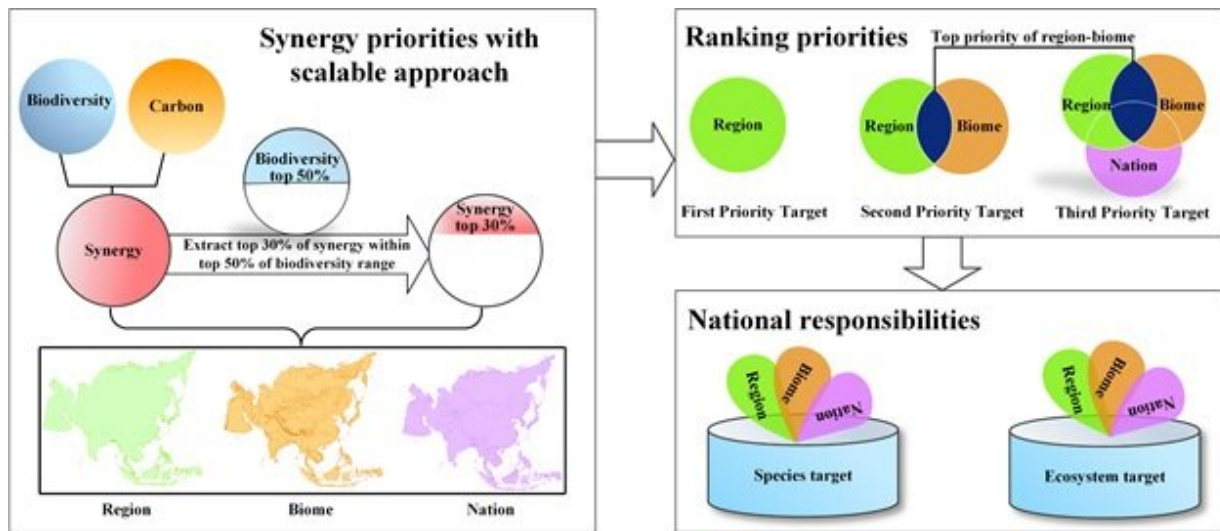 Synergy priorities with
scalable approach
Biodiversity
Carbon
Biodiversity
top 50%
Synergy
Synergy
top 30%
Extract top 30% of synergy within
top 50% of biodiversity range
Region
Biome
Nation
Ranking priorities
Top priority of region-biome
Region
Region
Biome
Region
Biome
Nation
First Priority Target
Second Priority Target
Third Priority Target
National responsibilities
Region
Biome
Nation
Species target
Region
Biome
Nation
Ecosystem target